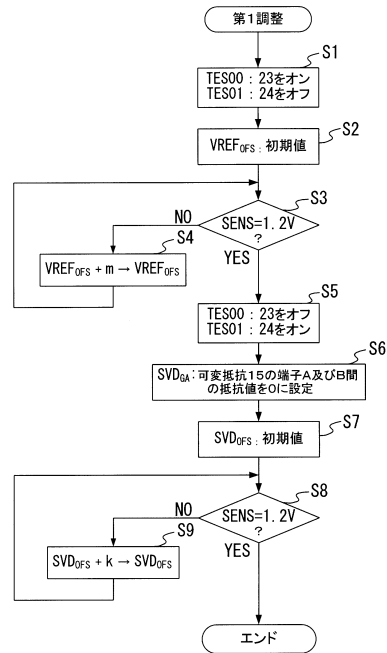 第1調整
S1
TES00 : 23をオン
TES01 : 24をオフ
S2
VREFOFS : 初期値
S3
SENS=1.2V
?
NO
YES
S4
VREFOFS + m → VREFOFS
S5
TES00 : 23をオフ
TES01 : 24をオン
S6
SVDGA : 可変抵抗15の端子A及びB間
の抵抗値を0に設定
S7
SVDOFS : 初期値
S8
SENS=1.2V
?
NO
YES
S9
SVDOFS + k → SVDOFS
エンド